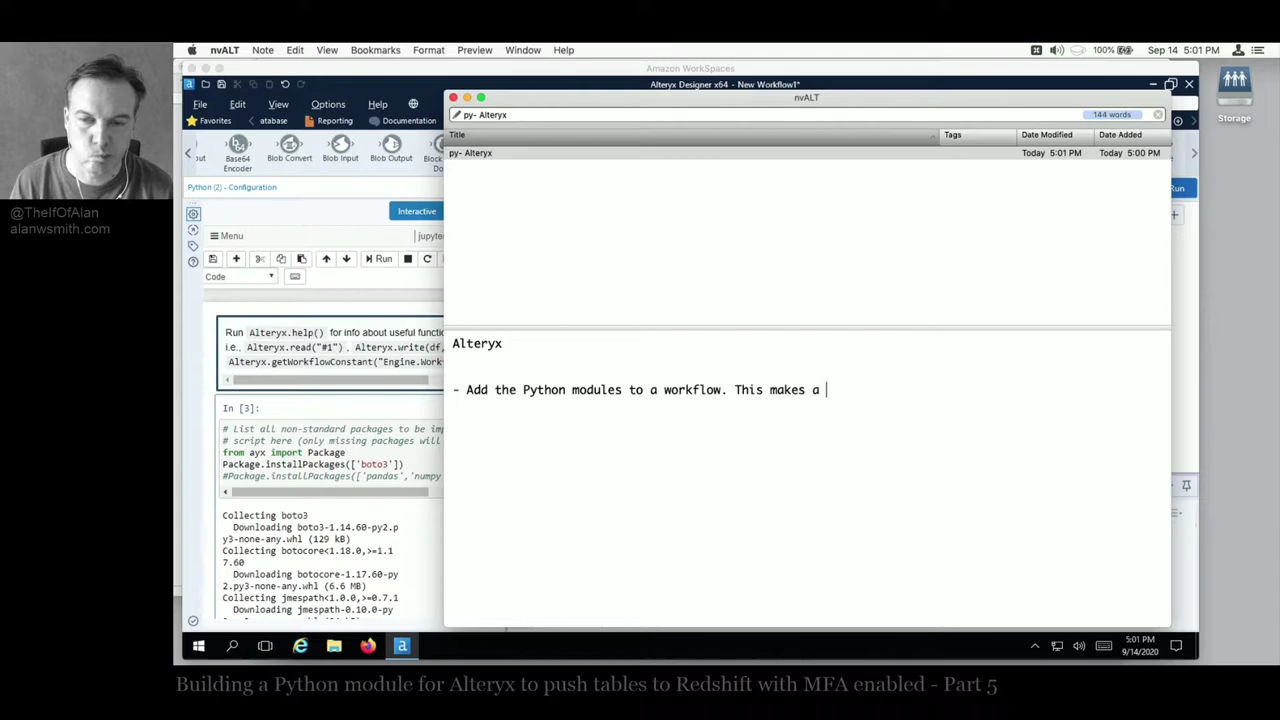 nvALT Note Edit View Bookmarks Format Preview Window Help 100% Sep 14 5:01 PM
Amazon WorkSpaces
Alteryx Designer x64 - New Workflow1*
File Edit View Options Help
Favorites atabase Reporting Documentation
ut Base64 Encoder Blob Convert Blob Input Blob Output Block Do
Python (2) - Configuration
Interactive
Menu jupyte
Run
Code
Run Alteryx.help() for info about useful functio
i.e., Alteryx.read("#1") , Alteryx.write(df,
Alteryx.getWorkflowConstant("Engine.Work
In [3]:
# List all non-standard packages to be imp
# script here (only missing packages will
from ayx import Package
Package.installPackages(['boto3'])
#Package.installPackages(['pandas','numpy
Collecting boto3
Downloading boto3-1.14.60-py2.p
y3-none-any.whl (129 kB)
Collecting botocore<1.18.0,>=1.1
7.60
Downloading botocore-1.17.60-py
2.py3-none-any.whl (6.6 MB)
Collecting jmespath<1.0.0,>=0.7.1
Downloading jmespath-0.10.0-py
nvALT
py- Alteryx 144 words
Title Tags Date Modified Date Added
py- Alteryx Today 5:01 PM Today 5:00 PM
Alteryx
- Add the Python modules to a workflow. This makes a
Run
Storage
@TheIfOfAlan
alanwsmith.com
5:01 PM
9/14/2020
Building a Python module for Alteryx to push tables to Redshift with MFA enabled - Part 5